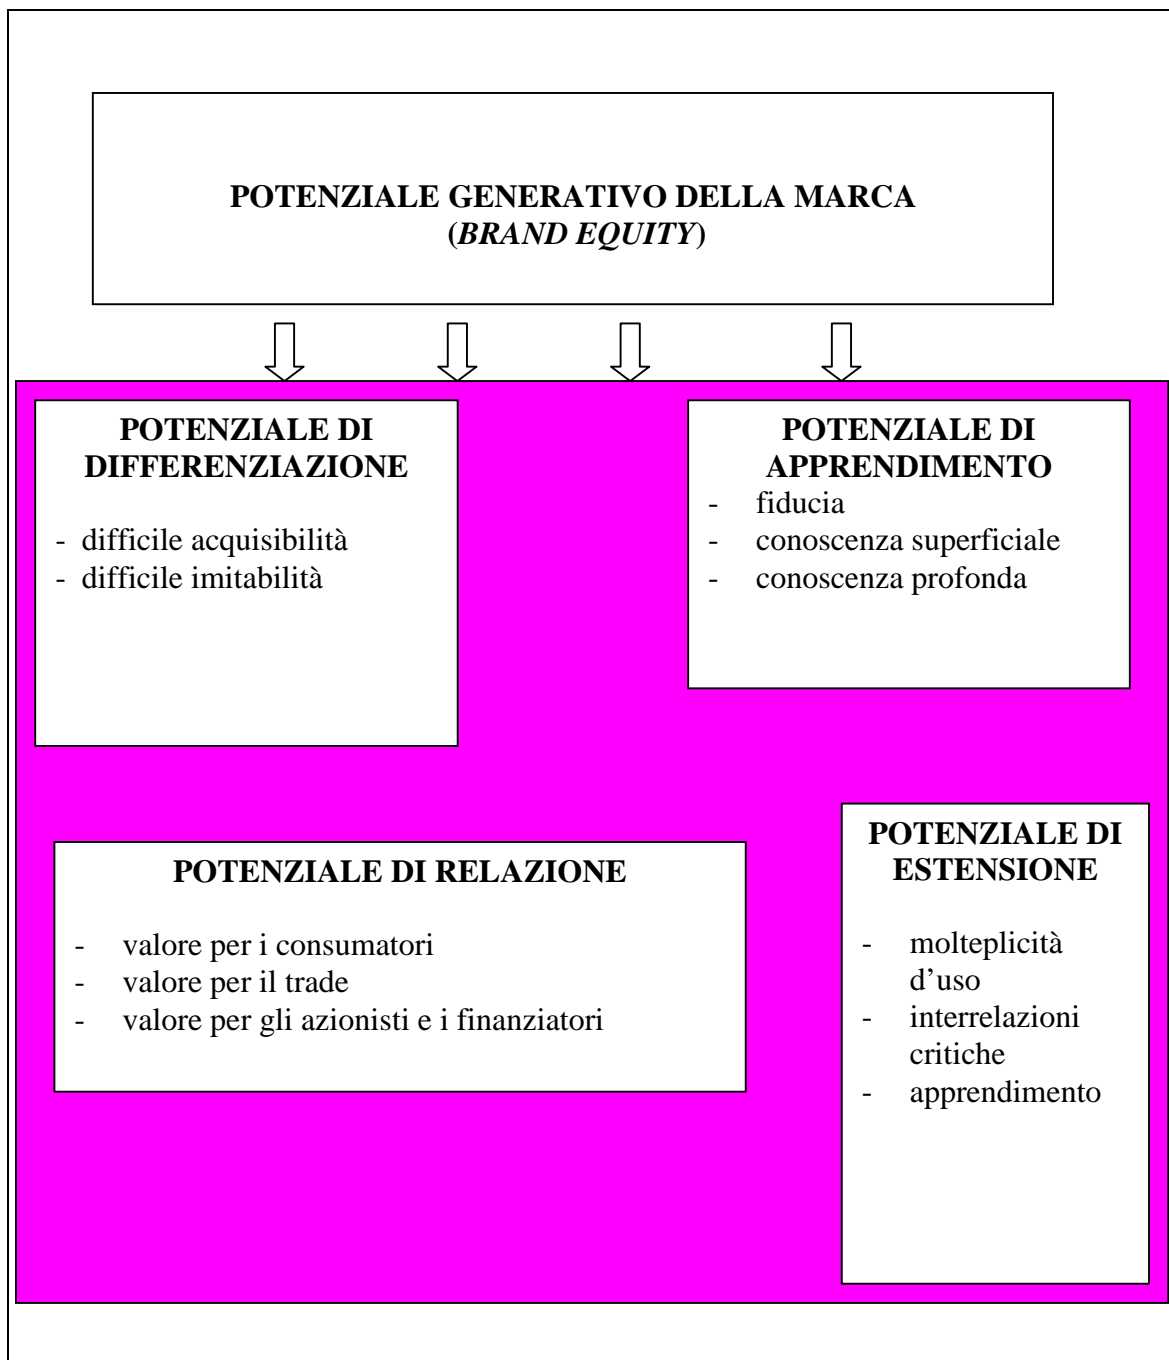 POTENZIALE GENERATIVO DELLA MARCA
(BRAND EQUITY)
POTENZIALE DI
DIFFERENZIAZIONE
- difficile acquisibilità
- difficile imitabilità
POTENZIALE DI
APPRENDIMENTO
- fiducia
- conoscenza superficiale
- conoscenza profonda
POTENZIALE DI RELAZIONE
- valore per i consumatori
- valore per il trade
- valore per gli azionisti e i finanziatori
POTENZIALE DI
ESTENSIONE
- molteplicità
d’uso
- interrelazioni
critiche
- apprendimento